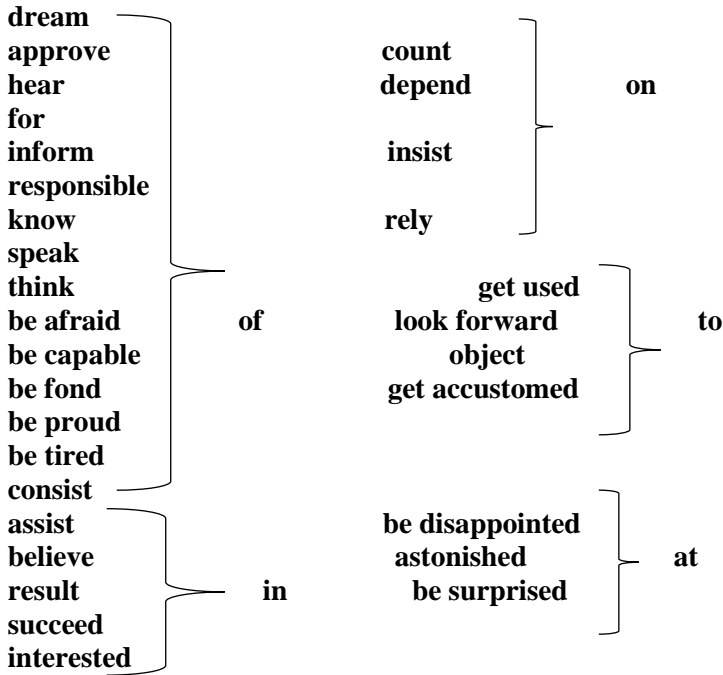 dream
approve count
hear depend on
for
inform insist
responsible
know rely
speak
think get used
be afraid of look forward to
be capable object
be fond get accustomed
be proud
be tired
consist
assist be disappointed
believe astonished at
result in be surprised
succeed
interested